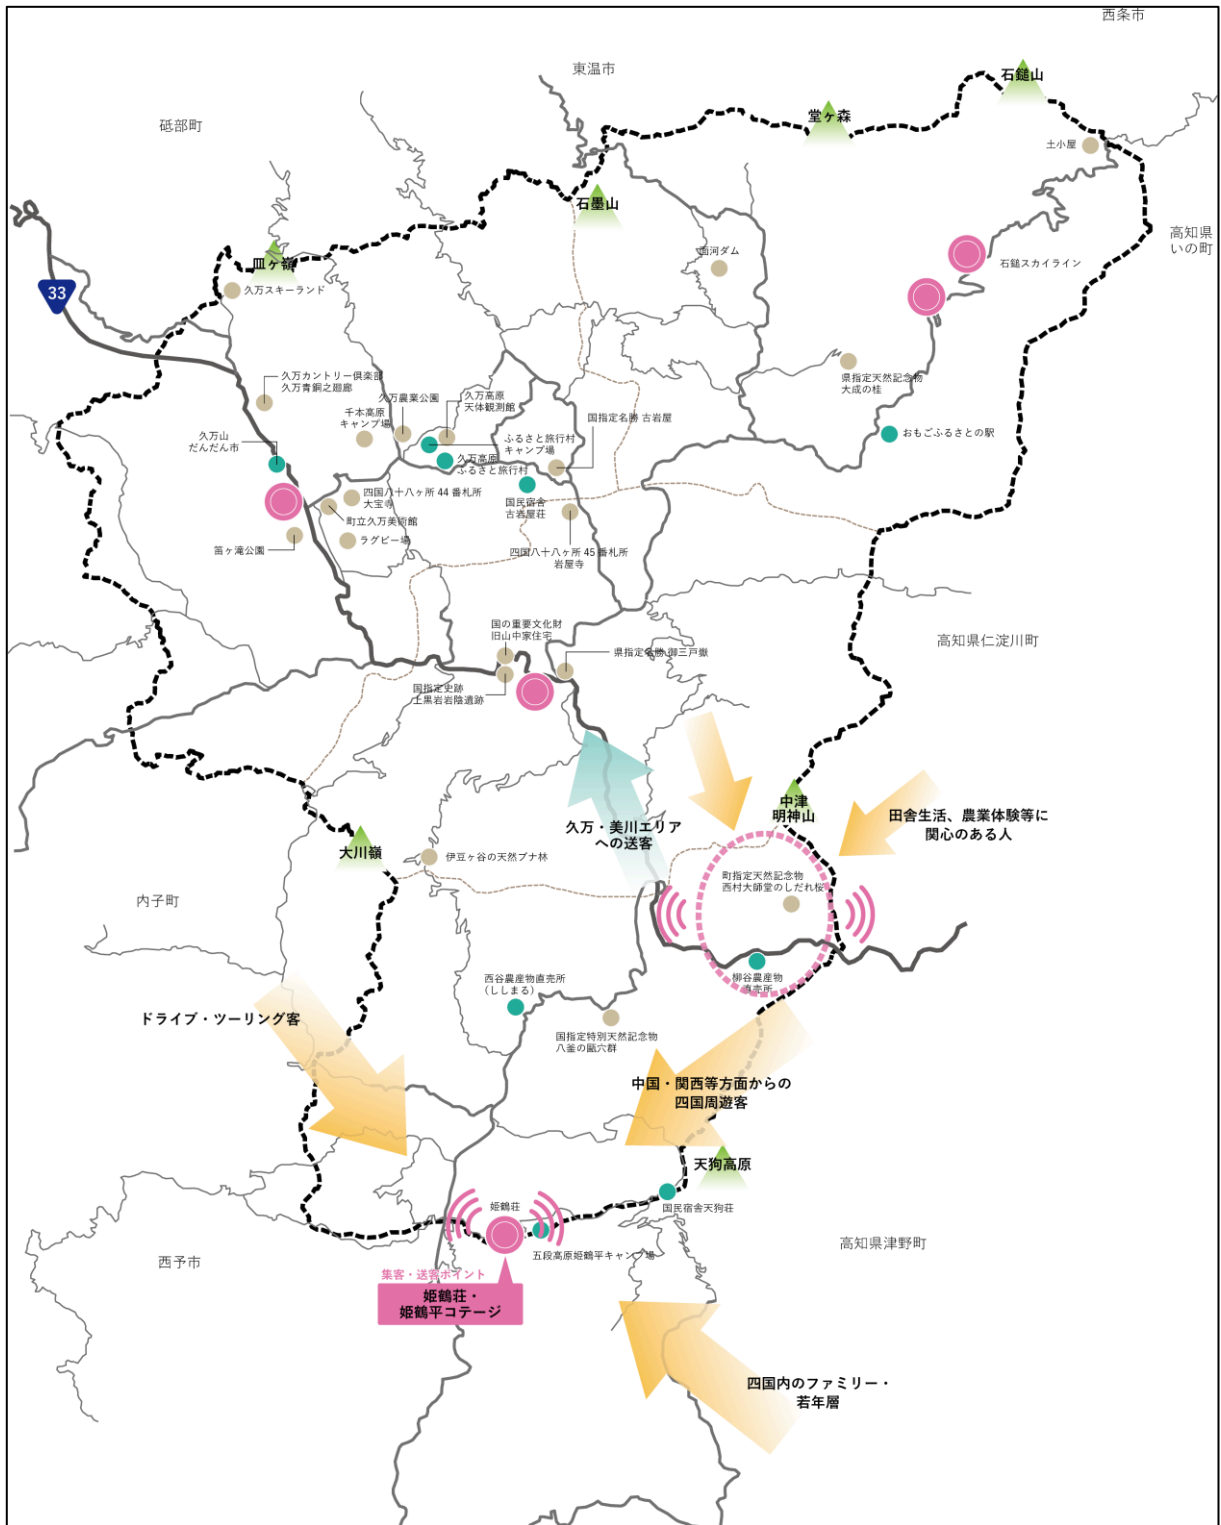 西条市
東温市
石鎚山
砥部町
堂ヶ森
土小屋
石墨山
高知県
いの町
面河ダム
石鎚スカイライン
皿ヶ嶺
久万スキーランド
33
県指定天然記念物
大成の桂
久万カントリー倶楽部
久万青銅之廻廊
久万農業公園
久万高原
天体観測館
千本高原
キャンプ場
国指定名勝 古岩屋
久万山
だんだん市
ふるさと旅行村
キャンプ場
おもごふるさとの駅
久万高原
ふるさと旅行村
四国八十八ヶ所 44 番札所
大宝寺
国民宿舎
古岩屋荘
町立久万美術館
笛ヶ滝公園
ラグビー場
四国八十八ヶ所 45 番札所
岩屋寺
国の重要文化財
旧山中家住宅
高知県仁淀川町
県指定名勝 御三戸嶽
国指定史跡
上黒岩岩陰遺跡
中津
明神山
久万・美川エリア
への送客
田舎生活、農業体験等に
関心のある人
大川嶺
伊豆ヶ谷の天然ブナ林
町指定天然記念物
西村大師堂のしだれ桜
内子町
西谷農産物直売所
（ししまる）
柳谷農産物
直売所
ドライブ・ツーリング客
国指定特別天然記念物
八釜の甌穴群
中国・関西等方面からの
四国周遊客
天狗高原
姫鶴荘
国民宿舎天狗荘
高知県津野町
西予市
五段高原姫鶴平キャンプ場
集客・送客ポイント
姫鶴荘・
姫鶴平コテージ
四国内のファミリー・
若年層